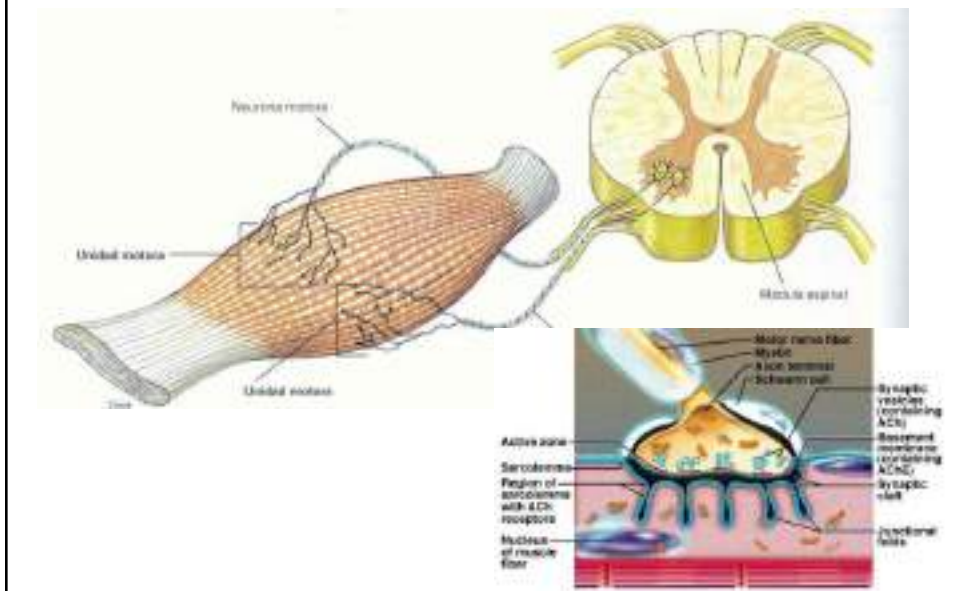 Neurona motora
Unidad motora
Unidad motora
Médula espinal
Motor nerve fiber
Myelin
Axon terminal
Schwann cell
Synaptic
vesicles
(containing
ACh)
Active zone
Basement
membrane
(containing
AChE)
Sarcolemma
Synaptic
cleft
Region of
sarcolemma
with ACh
receptors
Junctional
folds
Nucleus
of muscle
fiber